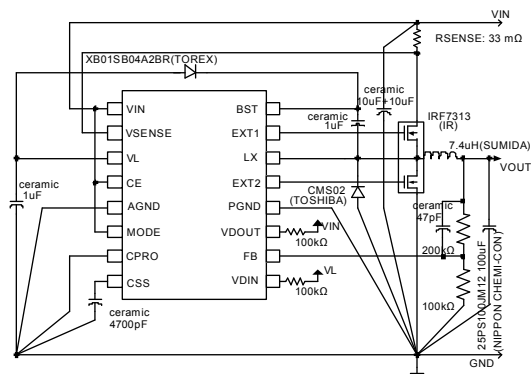 VIN
RSENSE: 33 mΩ
XB01SB04A2BR(TOREX)
ceramic
10uF+10uF
IRF7313
(IR)
VIN
BST
ceramic
1uF
VSENSE
EXT1
7.4uH(SUMIDA)
VL
LX
VOUT
ceramic
1uF
CE
EXT2
CMS02
(TOSHIBA)
AGND
PGND
ceramic
47pF
MODE
VDOUT
VIN
100kΩ
200kΩ
CPRO
FB
CSS
VDIN
VL
100kΩ
100kΩ
ceramic
4700pF
25PS100JM12 100uF
(NIPPON CHEMI-CON)
GND